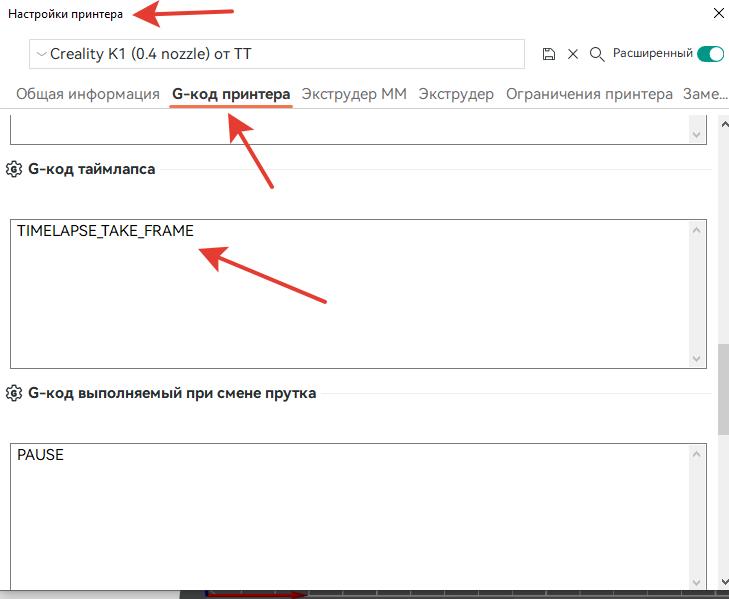 Настройки принтера
Creality K1 (0.4 nozzle) от ТТ
Расширенный
Общая информация G-код принтера Экструдер ММ Экструдер Ограничения принтера Заме...
G-код таймлапса
TIMELAPSE_TAKE_FRAME
G-код выполняемый при смене прутка
PAUSE